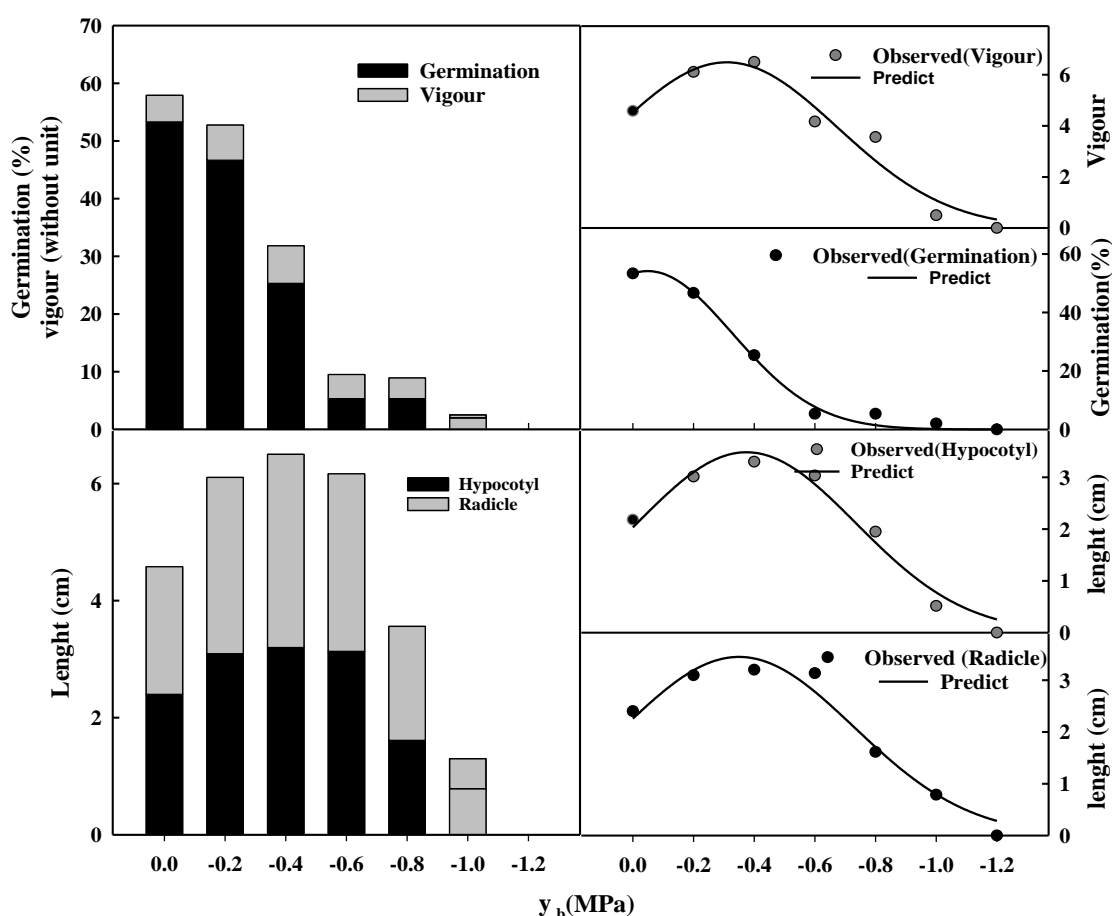 70
60
50
40
30
20
10
0
Germination (%)
vigour (without unit)
Germination
Vigour
Observed(Vigour)
Predict
6
4
2
0
Vigour
Observed(Germination)
Predict
60
40
20
0
Germination(%)
6
4
2
0
Lenght (cm)
Hypocotyl
Radicle
0.0 -0.2 -0.4 -0.6 -0.8 -1.0 -1.2
Observed(Hypocotyl)
Predict
3
2
1
0
lenght (cm)
Observed (Radicle)
Predict
3
2
1
0
lenght (cm)
0.0 -0.2 -0.4 -0.6 -0.8 -1.0 -1.2
y b(MPa)